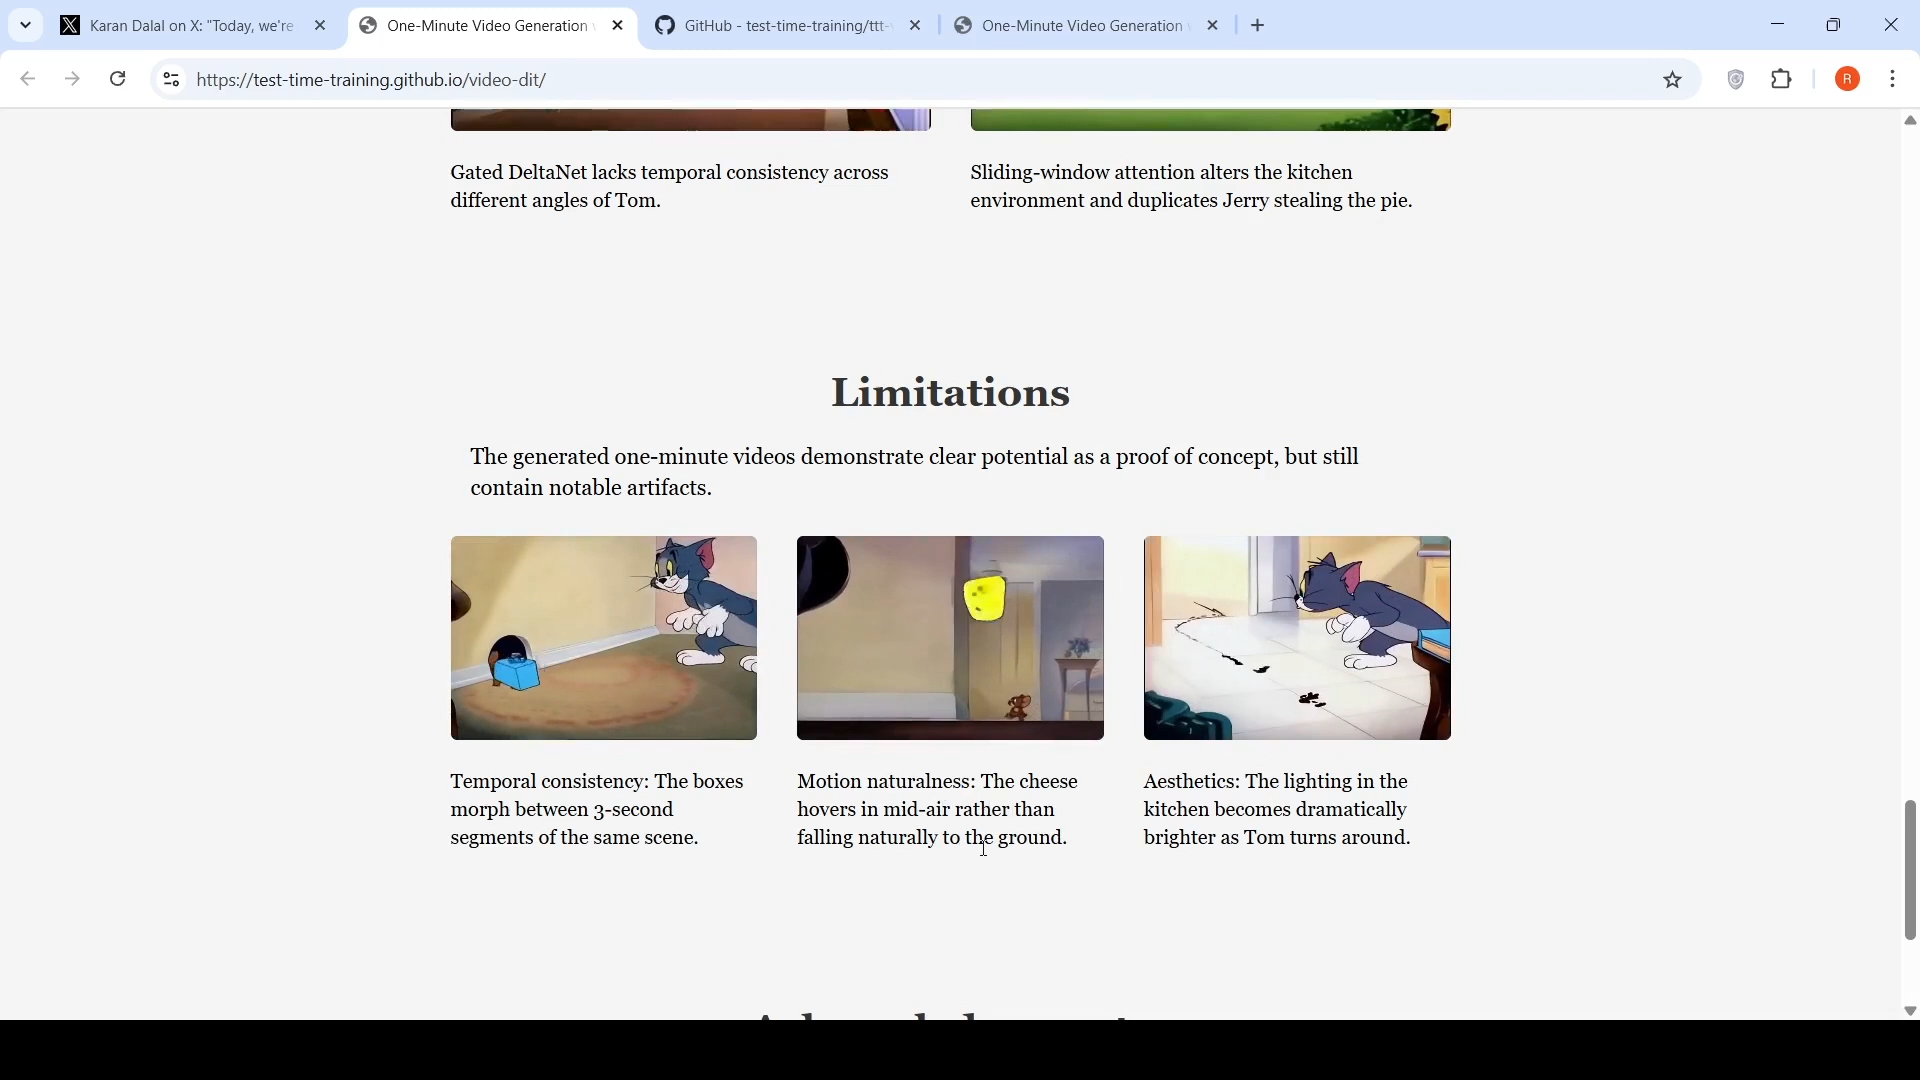 Karan Dalal on X: "Today, we're
One-Minute Video Generation
GitHub - test-time-training/ttt-
One-Minute Video Generation
https://test-time-training.github.io/video-dit/
R
Gated DeltaNet lacks temporal consistency across
different angles of Tom.
Sliding-window attention alters the kitchen
environment and duplicates Jerry stealing the pie.
Limitations
The generated one-minute videos demonstrate clear potential as a proof of concept, but still
contain notable artifacts.
Temporal consistency: The boxes
morph between 3-second
segments of the same scene.
Motion naturalness: The cheese
hovers in mid-air rather than
falling naturally to the ground.
Aesthetics: The lighting in the
kitchen becomes dramatically
brighter as Tom turns around.